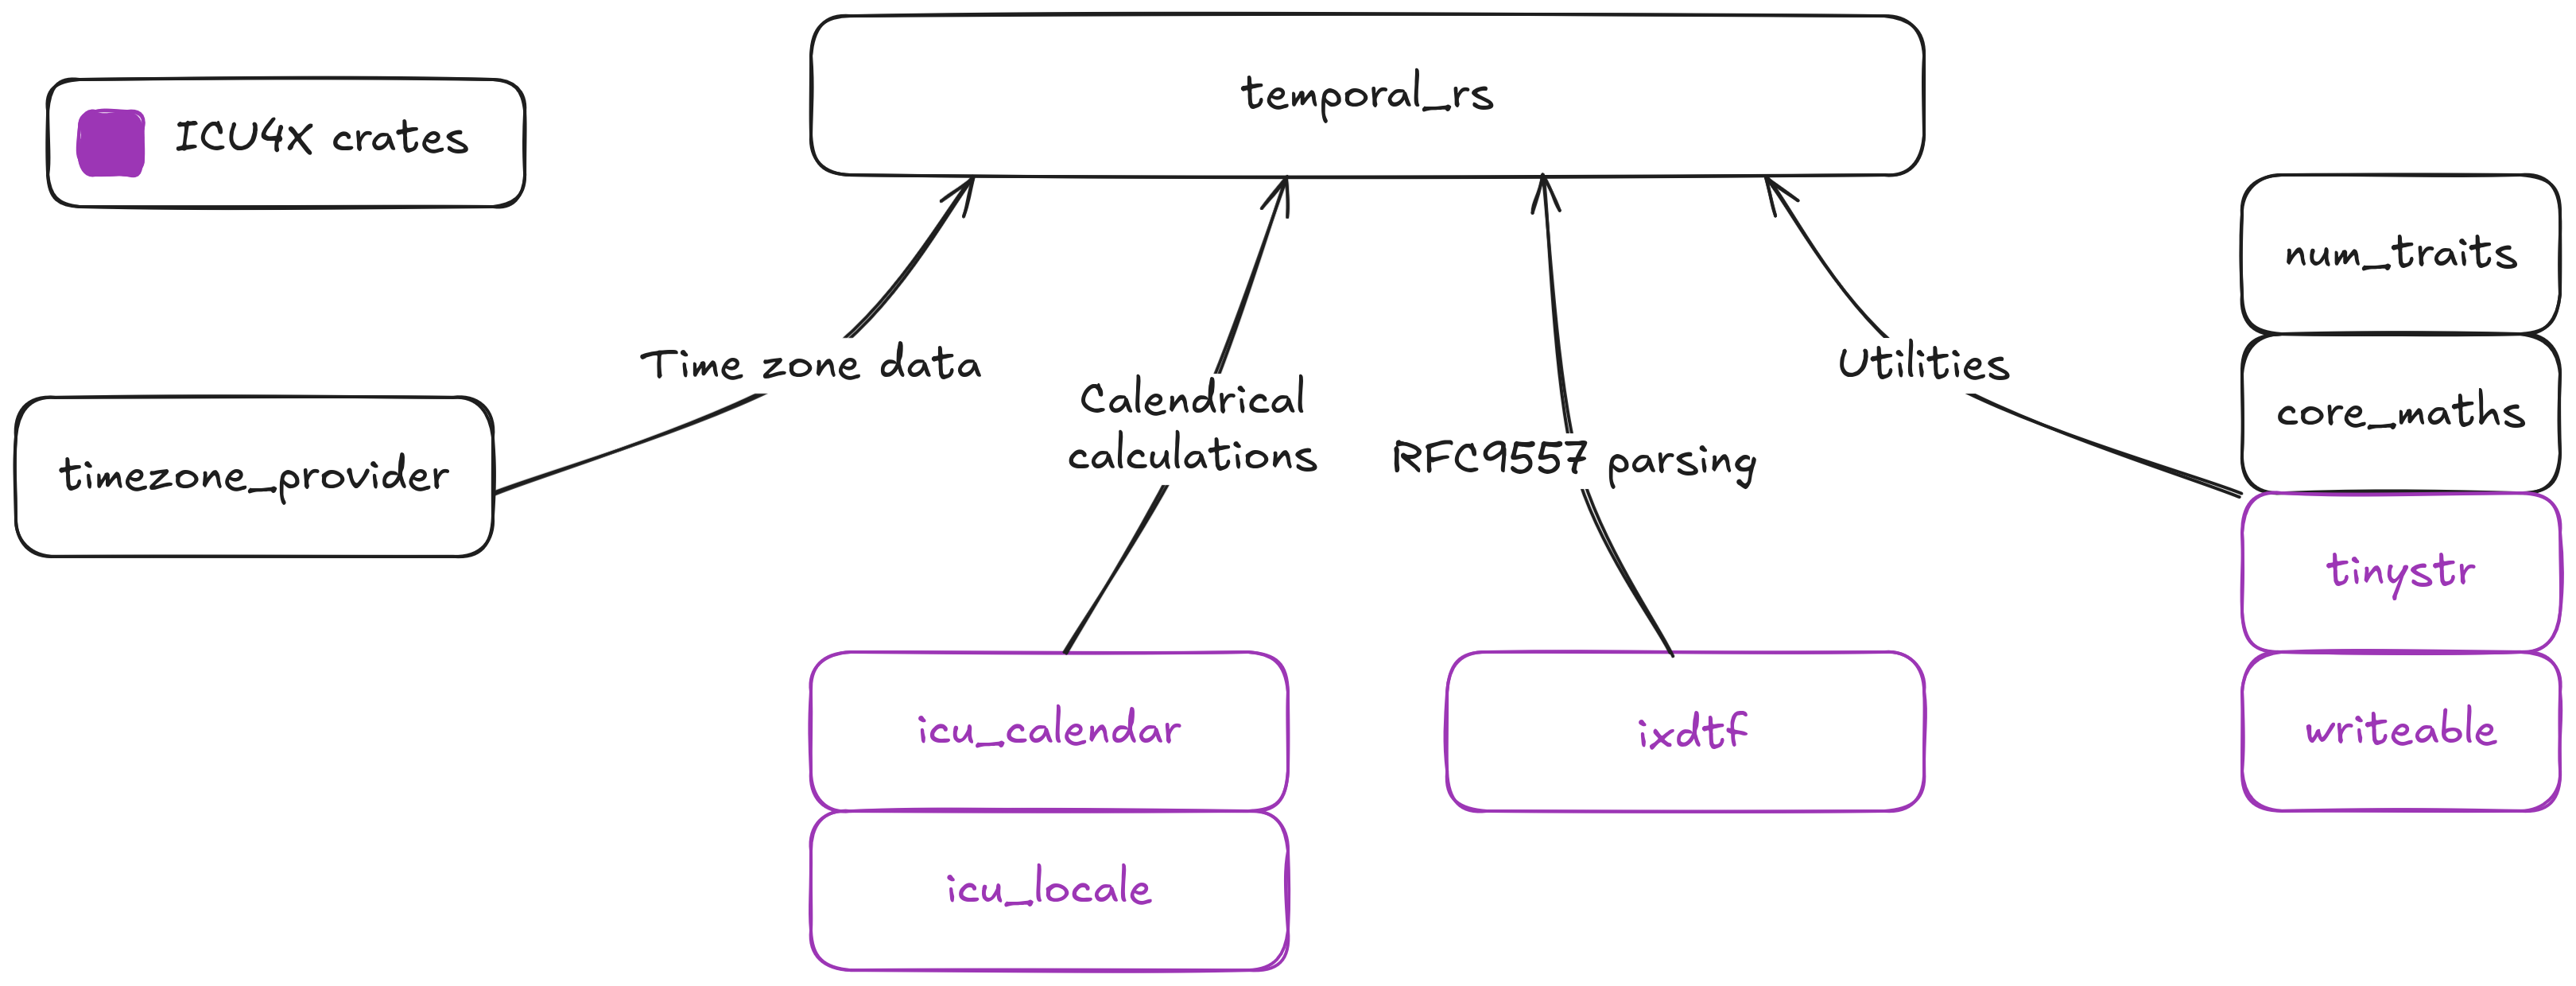 temporal_rs
ICU4X crates
num_traits
Time zone data
Utilities
Calendrical
calculations
core_maths
RFC9557 parsing
timezone_provider
tinystr
icu_calendar
ixdtf
writeable
icu_locale